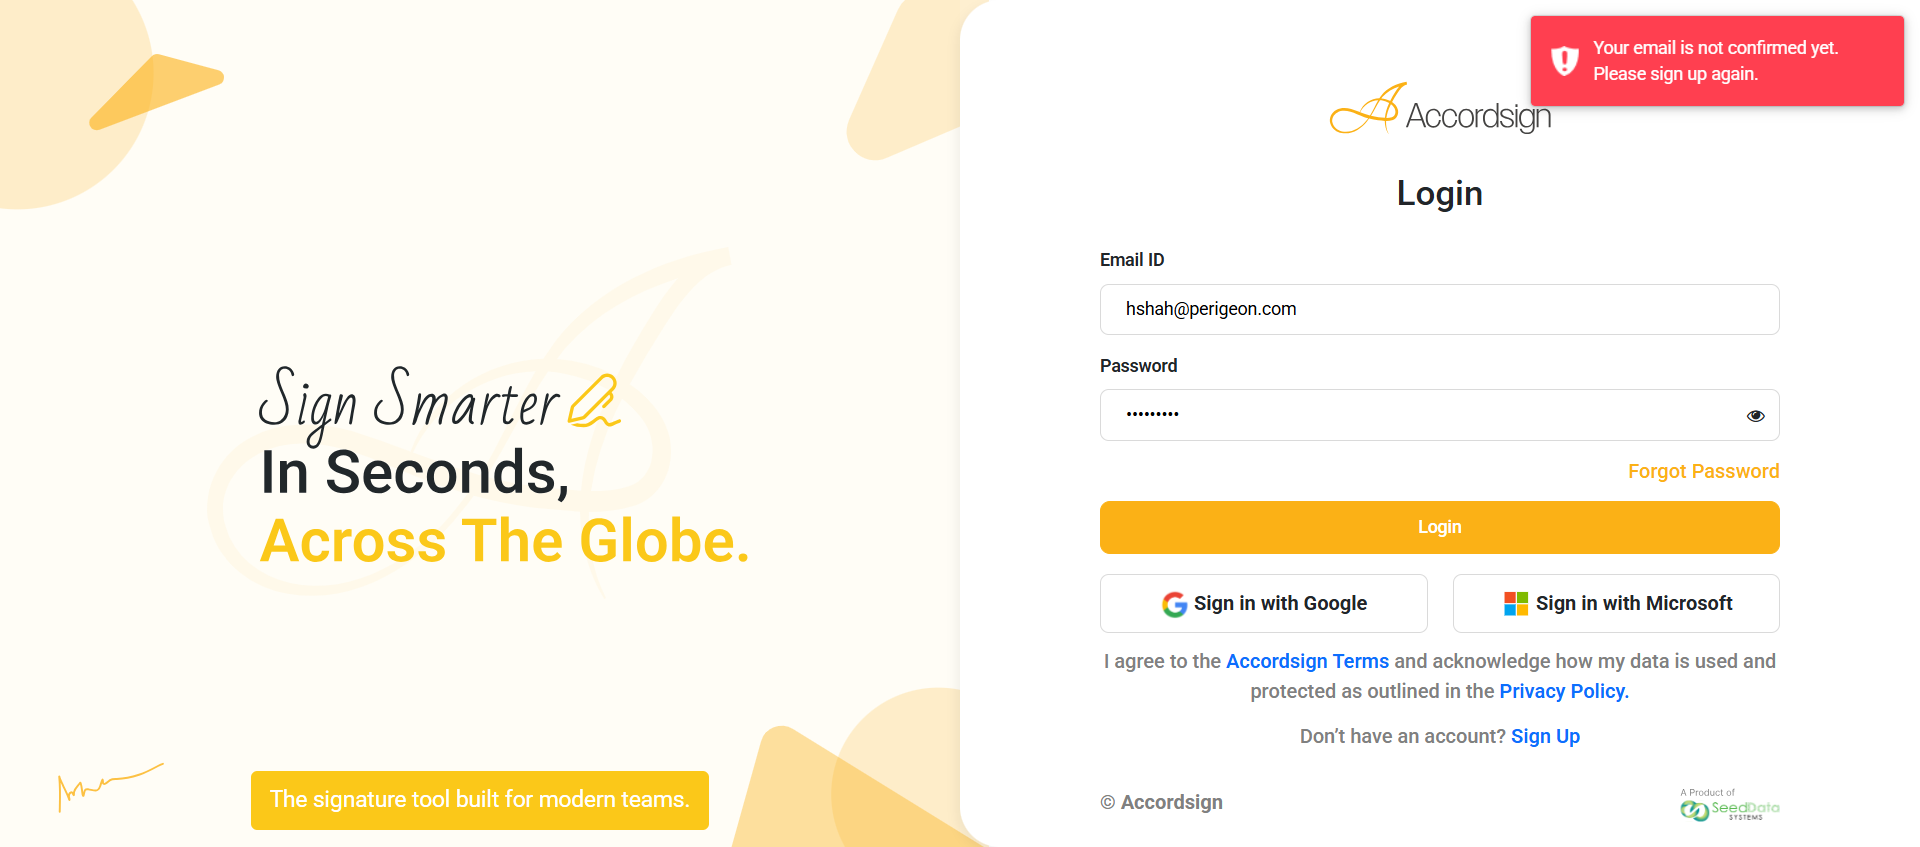 Sign Smarter
In Seconds,
Across The Globe.
The signature tool built for modern teams.
Your email is not confirmed yet.
Please sign up again.
Accordsign
Login
Email ID
hshah@perigeon.com
Password
•••••••••
Forgot Password
Login
Sign in with Google
Sign in with Microsoft
I agree to the Accordsign Terms and acknowledge how my data is used and
protected as outlined in the Privacy Policy.
Don’t have an account? Sign Up
© Accordsign
A Product of
SeedData
SYSTEMS